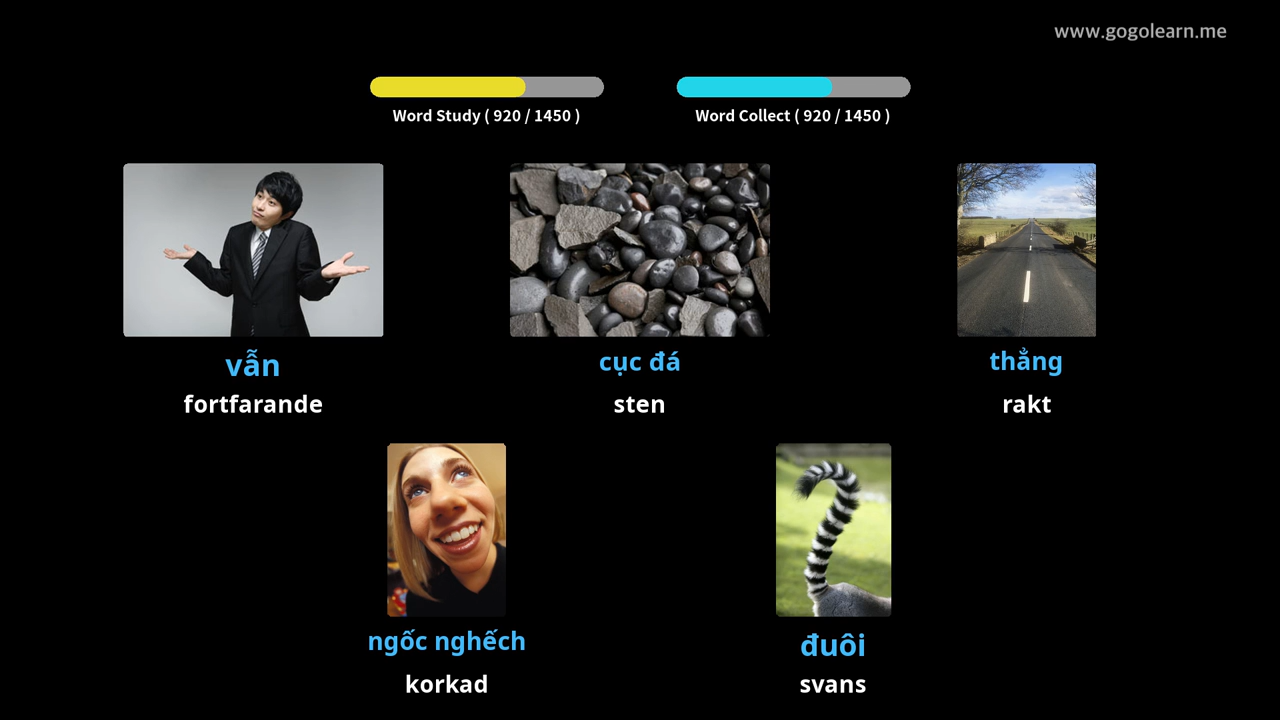 www.gogolearn.me
Word Study ( 920 / 1450 )
Word Collect ( 920 / 1450 )
vẫn
fortfarande
cục đá
sten
thẳng
rakt
ngốc nghếch
korkad
đuôi
svans